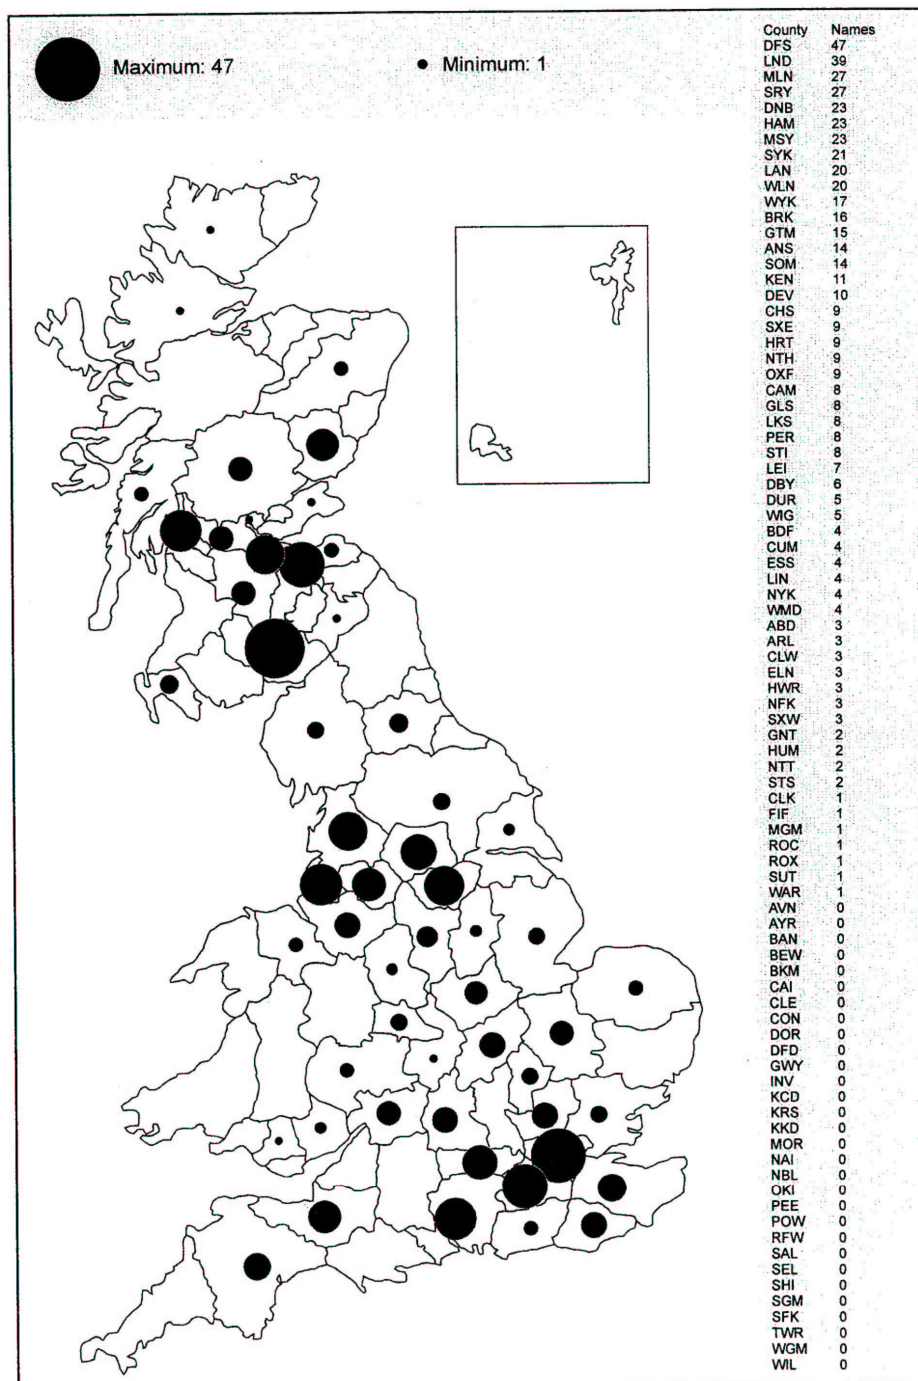 Maximum: 47
Minimum: 1
County Names
DFS 47
LND 39
MLN 27
SRY 27
DNB 23
HAM 23
MSY 23
SYK 21
LAN 20
WLN 20
WYK 17
BRK 16
GTM 15
ANS 14
SOM 14
KEN 11
DEV 10
CHS 9
SXE 9
HRT 9
NTH 9
OXF 9
CAM 8
GLS 8
LKS 8
PER 8
STI 8
LEI 7
DBY 6
DUR 5
WIG 5
BDF 4
CUM 4
ESS 4
LIN 4
NYK 4
WMD 4
ABD 3
ARL 3
CLW 3
ELN 3
HWR 3
NFK 3
SXW 3
GNT 2
HUM 2
NTT 2
STS 2
CLK 1
FIF 1
MGM 1
ROC 1
ROX 1
SUT 1
WAR 1
AVN 0
AYR 0
BAN 0
BEW 0
BKM 0
CAI 0
CLE 0
CON 0
DOR 0
DFD 0
GWY 0
INV 0
KCD 0
KRS 0
KKD 0
MOR 0
NAI 0
NBL 0
OKI 0
PEE 0
POW 0
RFW 0
SAL 0
SEL 0
SHI 0
SGM 0
SFK 0
TWR 0
WGM 0
WIL 0